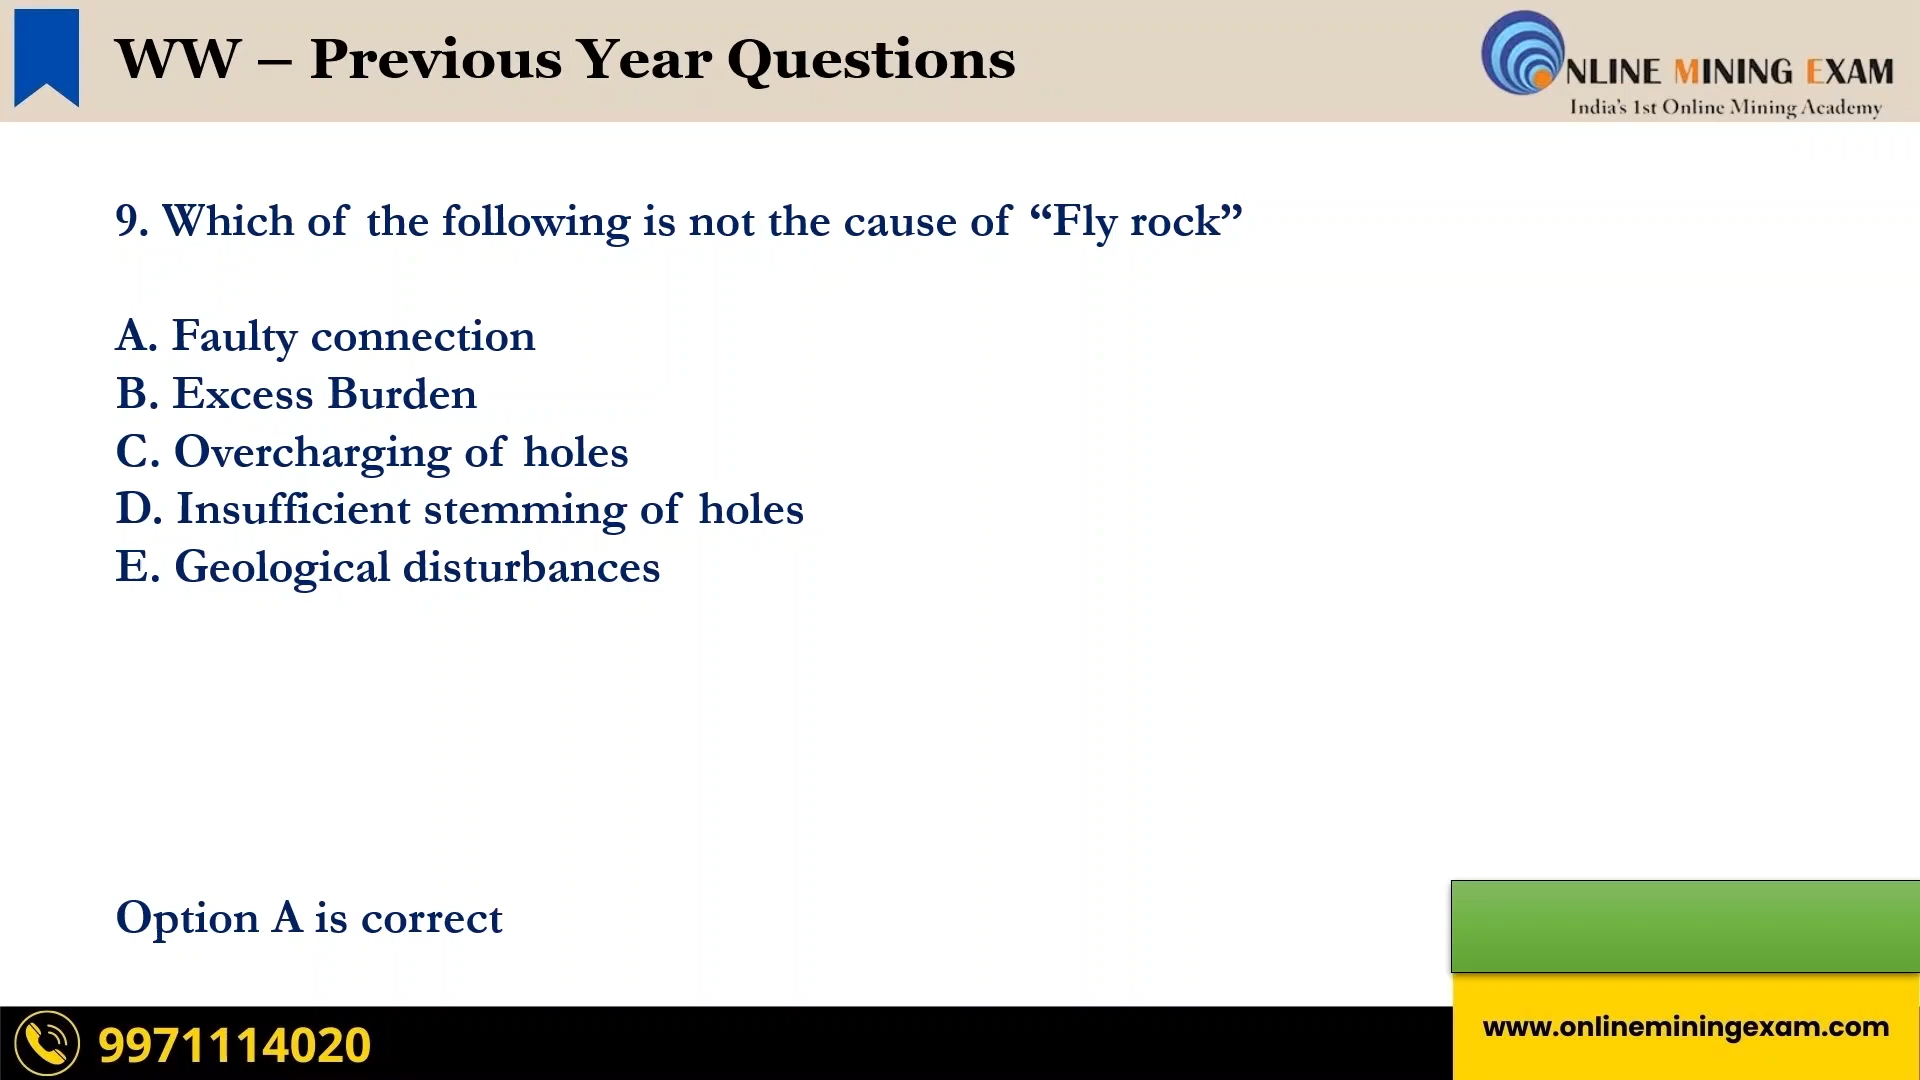 WW – Previous Year Questions
NLINE MINING EXAM
India's 1st Online Mining Academy
9. Which of the following is not the cause of “Fly rock”
A. Faulty connection
B. Excess Burden
C. Overcharging of holes
D. Insufficient stemming of holes
E. Geological disturbances
Option A is correct
9971114020
www.onlineminingexam.com